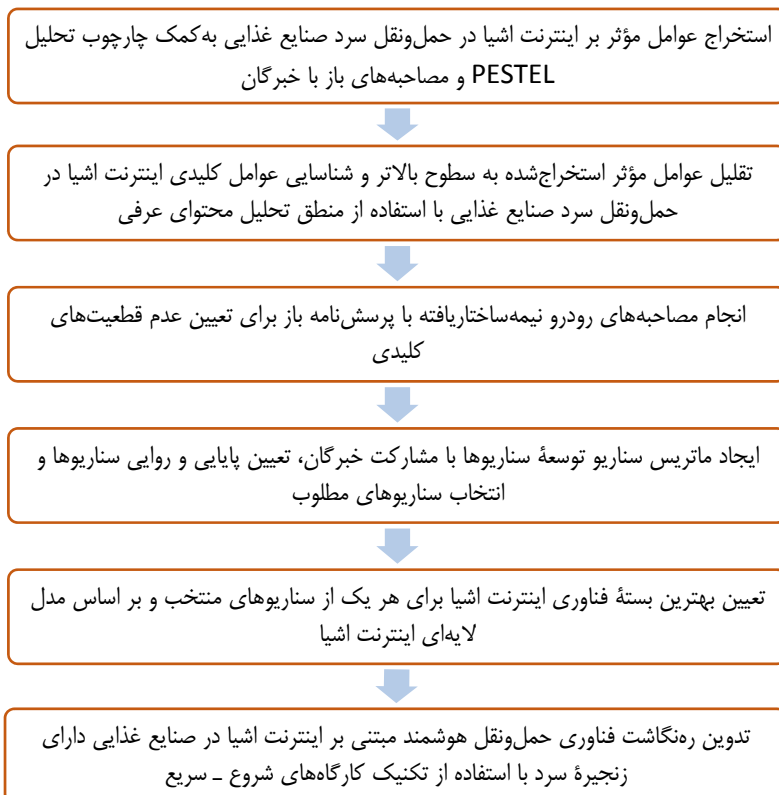 استخراج عوامل مؤثر بر اینترنت اشیا در حمل‌ونقل سرد صنایع غذایی به‌کمک چارچوب تحلیل
PESTEL و مصاحبه‌های باز با خبرگان
تقلیل عوامل مؤثر استخراج‌شده به سطوح بالاتر و شناسایی عوامل کلیدی اینترنت اشیا در
حمل‌ونقل سرد صنایع غذایی با استفاده از منطق تحلیل محتوای عرفی
انجام مصاحبه‌های رودرو نیمه‌ساختاریافته با پرسش‌نامه باز برای تعیین عدم قطعیت‌های
کلیدی
ایجاد ماتریس سناریو توسعۀ سناریوها با مشارکت خبرگان، تعیین پایایی و روایی سناریوها و
انتخاب سناریوهای مطلوب
تعیین بهترین بستۀ فناوری اینترنت اشیا برای هر یک از سناریوهای منتخب و بر اساس مدل
لایه‌ای اینترنت اشیا
تدوین ره‌نگاشت فناوری حمل‌ونقل هوشمند مبتنی بر اینترنت اشیا در صنایع غذایی دارای
زنجیرۀ سرد با استفاده از تکنیک کارگاه‌های شروع ـ سریع